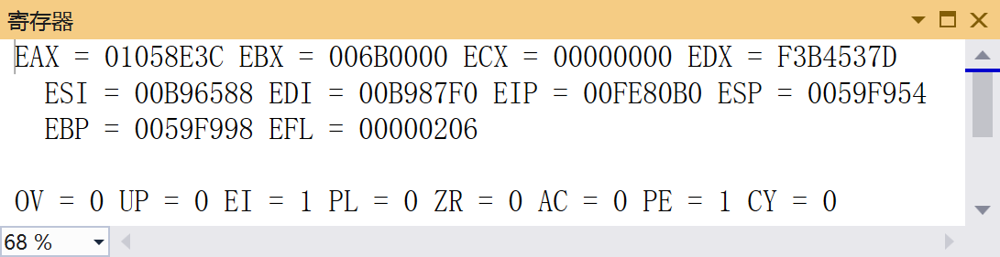 寄存器
EAX = 01058E3C EBX = 006B0000 ECX = 00000000 EDX = F3B4537D
ESI = 00B96588 EDI = 00B987F0 EIP = 00FE80B0 ESP = 0059F954
EBP = 0059F998 EFL = 00000206
OV = 0 UP = 0 EI = 1 PL = 0 ZR = 0 AC = 0 PE = 1 CY = 0
68 %